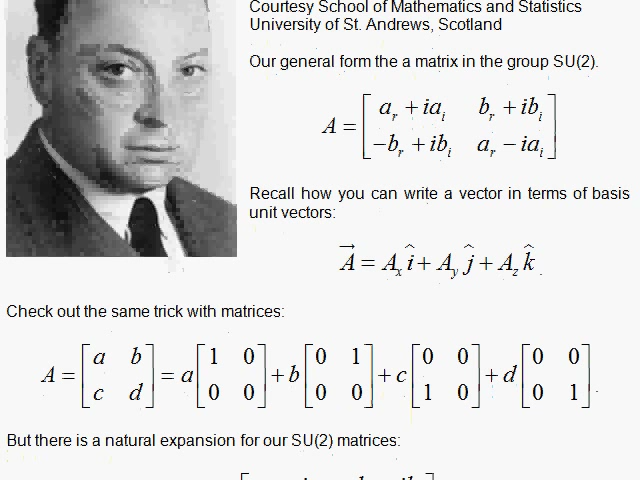 Courtesy School of Mathematics and Statistics
University of St. Andrews, Scotland
Our general form the a matrix in the group SU(2).
A = [ a_r + ia_i   b_r + ib_i ]
[ −b_r + ib_i   a_r − ia_i ]
Recall how you can write a vector in terms of basis
unit vectors:
A⃗ = A_x î + A_y ĵ + A_z k̂ .
Check out the same trick with matrices:
A = [ a b ] = a [ 1 0 ] + b [ 0 1 ] + c [ 0 0 ] + d [ 0 0 ]
[ c d ] [ 0 0 ] [ 0 0 ] [ 1 0 ] [ 0 1 ] .
But there is a natural expansion for our SU(2) matrices: